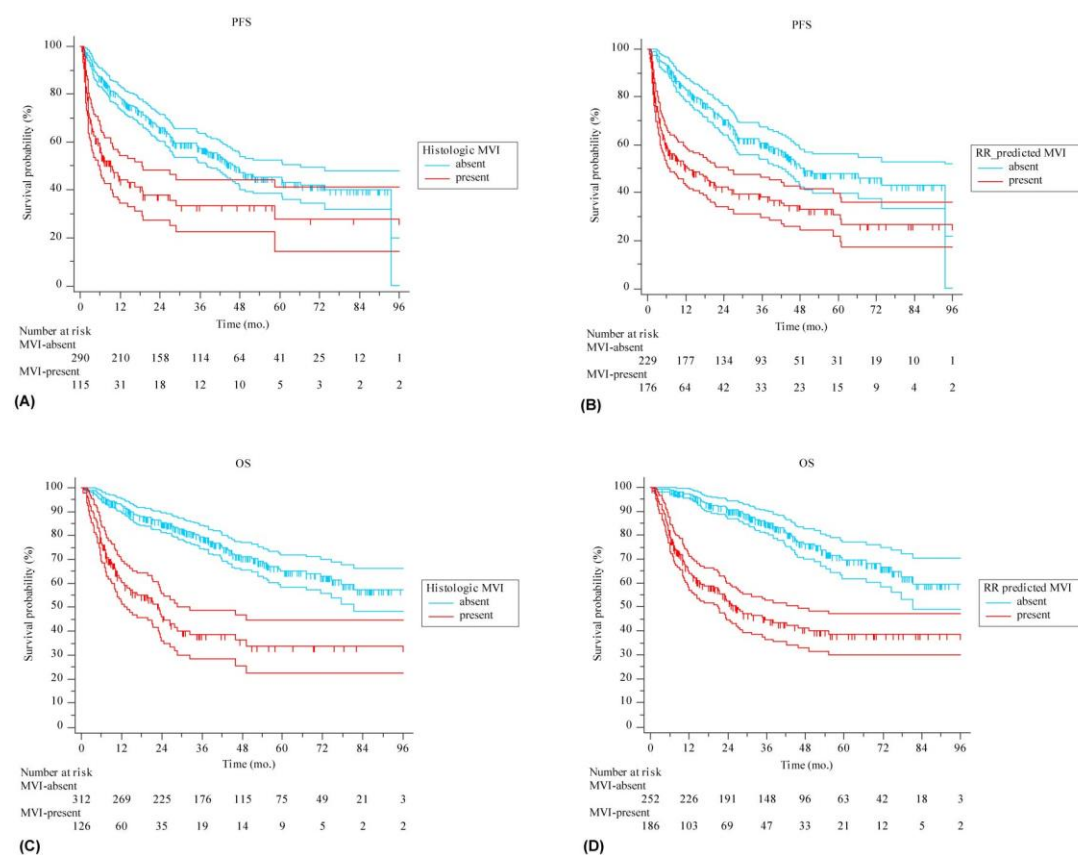 PFS
100
80
60
40
20
0
Survival probability (%)
Histologic MVI
absent
present
0 12 24 36 48 60 72 84 96
Time (mo.)
Number at risk
MVI-absent
290 210 158 114 64 41 25 12 1
MVI-present
115 31 18 12 10 5 3 2 2
(A)
PFS
100
80
60
40
20
0
Survival probability (%)
RR_predicted MVI
absent
present
0 12 24 36 48 60 72 84 96
Time (mo.)
Number at risk
MVI-absent
229 177 134 93 51 31 19 10 1
MVI-present
176 64 42 33 23 15 9 4 2
(B)
OS
100
90
80
70
60
50
40
30
20
10
0
Survival probability (%)
Histologic MVI
absent
present
0 12 24 36 48 60 72 84 96
Time (mo.)
Number at risk
MVI-absent
312 269 225 176 115 75 49 21 3
MVI-present
126 60 35 19 14 9 5 2 2
(C)
OS
100
90
80
70
60
50
40
30
20
10
0
Survival probability (%)
RR predicted MVI
absent
present
0 12 24 36 48 60 72 84 96
Time (mo.)
Number at risk
MVI-absent
252 226 191 148 96 63 42 18 3
MVI-present
186 103 69 47 33 21 12 5 2
(D)